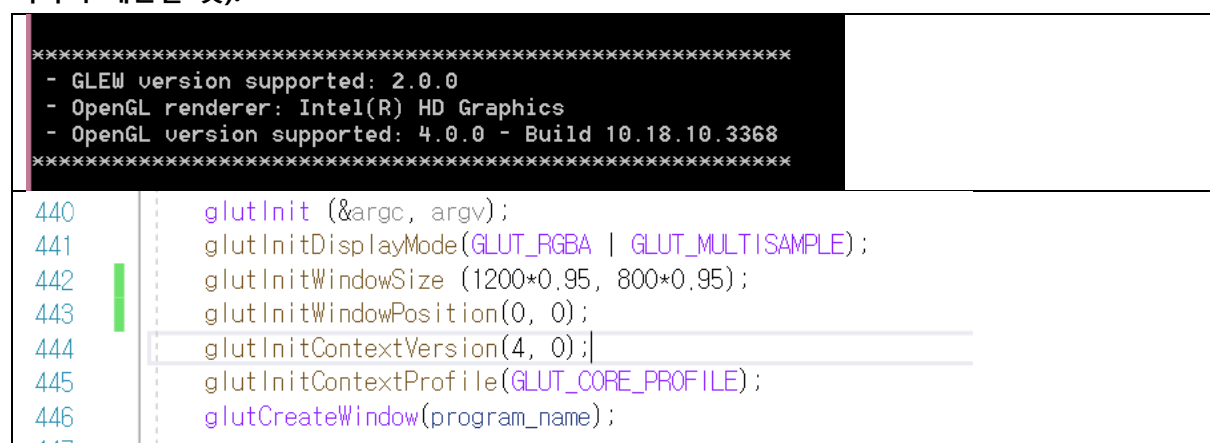 *********************************************************
- GLEW version supported: 2.0.0
- OpenGL renderer: Intel(R) HD Graphics
- OpenGL version supported: 4.0.0 - Build 10.18.10.3368
*********************************************************
440 glutInit (&argc, argv);
441 glutInitDisplayMode(GLUT_RGBA | GLUT_MULTISAMPLE);
442 glutInitWindowSize (1200*0.95, 800*0.95);
443 glutInitWindowPosition(0, 0);
444 glutInitContextVersion(4, 0);
445 glutInitContextProfile(GLUT_CORE_PROFILE);
446 glutCreateWindow(program_name);